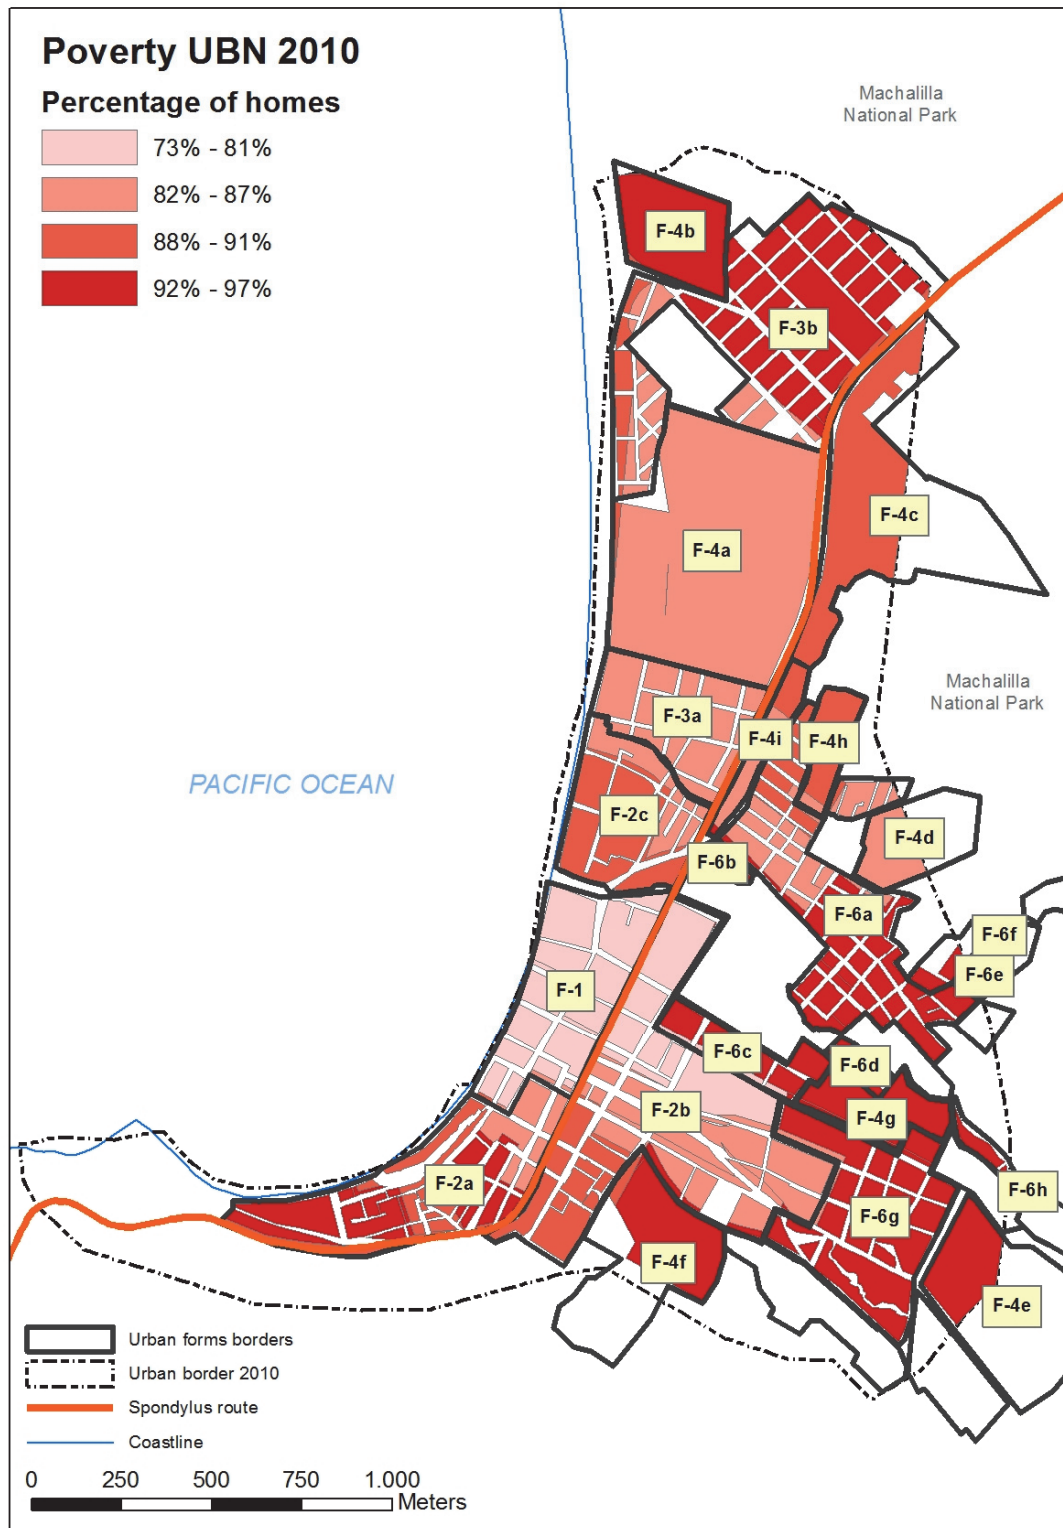 Poverty UBN 2010
Percentage of homes
73% - 81%
82% - 87%
88% - 91%
92% - 97%
Machalilla
National Park
F-4b
F-3b
F-4c
F-4a
Machalilla
National Park
F-3a
F-4i
F-4h
PACIFIC OCEAN
F-2c
F-4d
F-6b
F-6a
F-6f
F-6e
F-1
F-6c
F-6d
F-2b
F-4g
F-2a
F-6h
F-6g
F-4f
F-4e
Urban forms borders
Urban border 2010
Spondylus route
Coastline
0 250 500 750 1.000
Meters